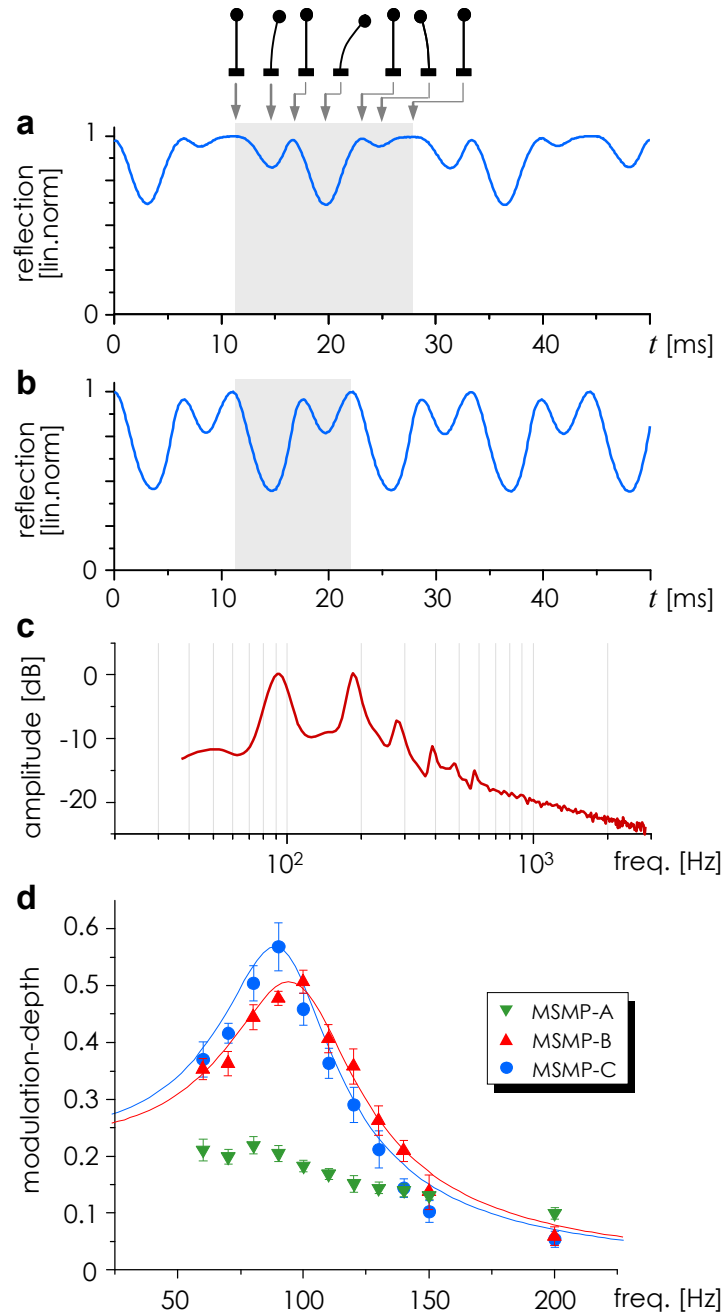 a
reflection
[lin.norm]
1
0
0 10 20 30 40 t [ms]
b
reflection
[lin.norm]
1
0
0 10 20 30 40 t [ms]
c
amplitude [dB]
0
-10
-20
10² 10³ freq. [Hz]
d
modulation-depth
0.6
0.5
0.4
0.3
0.2
0.1
0
MSMP-A
MSMP-B
MSMP-C
50 100 150 200 freq. [Hz]